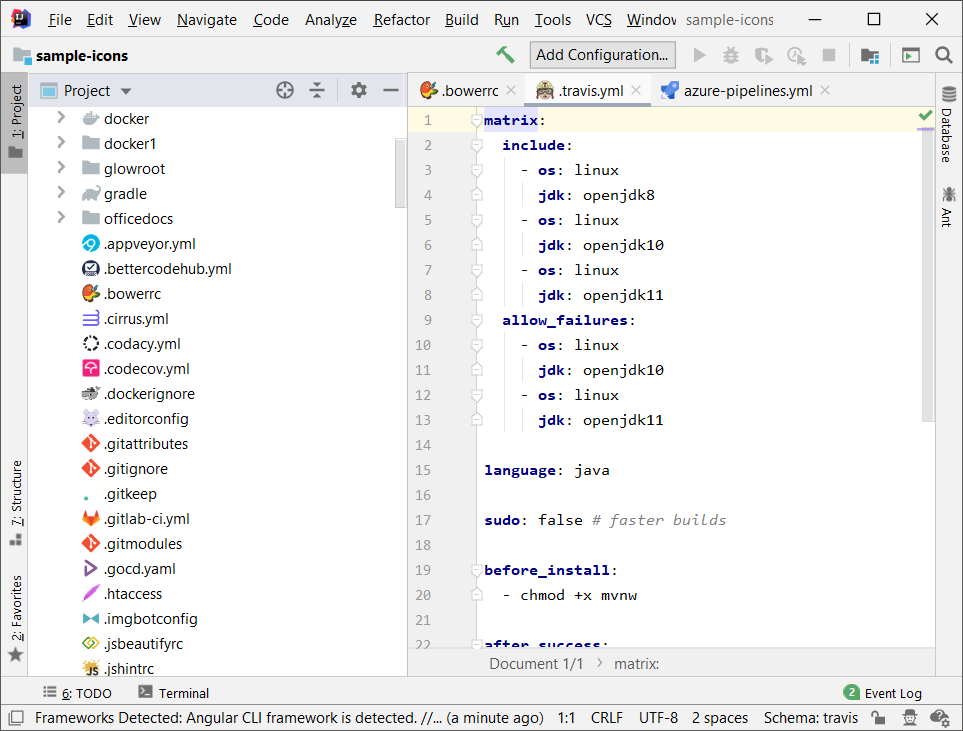 File Edit View Navigate Code Analyze Refactor Build Run Tools VCS Window sample-icons
sample-icons
Add Configuration...
1: Project
7: Structure
2: Favorites
Project
docker
docker1
glowroot
gradle
officedocs
.appveyor.yml
.bettercodehub.yml
.bowerrc
.cirrus.yml
.codacy.yml
.codecov.yml
.dockerignore
.editorconfig
.gitattributes
.gitignore
.gitkeep
.gitlab-ci.yml
.gitmodules
.gocd.yaml
.htaccess
.imgbotconfig
.jsbeautifyrc
JS .jshintrc
.bowerrc .travis.yml azure-pipelines.yml
1 matrix:
2 include:
3 - os: linux
4 jdk: openjdk8
5 - os: linux
6 jdk: openjdk10
7 - os: linux
8 jdk: openjdk11
9 allow_failures:
10 - os: linux
11 jdk: openjdk10
12 - os: linux
13 jdk: openjdk11
14
15 language: java
16
17 sudo: false # faster builds
18
19 before_install:
20 - chmod +x mvnw
21
22 after_success:
Document 1/1 > matrix:
Database
Ant
6: TODO Terminal 2 Event Log
Frameworks Detected: Angular CLI framework is detected. //... (a minute ago) 1:1 CRLF UTF-8 2 spaces Schema: travis